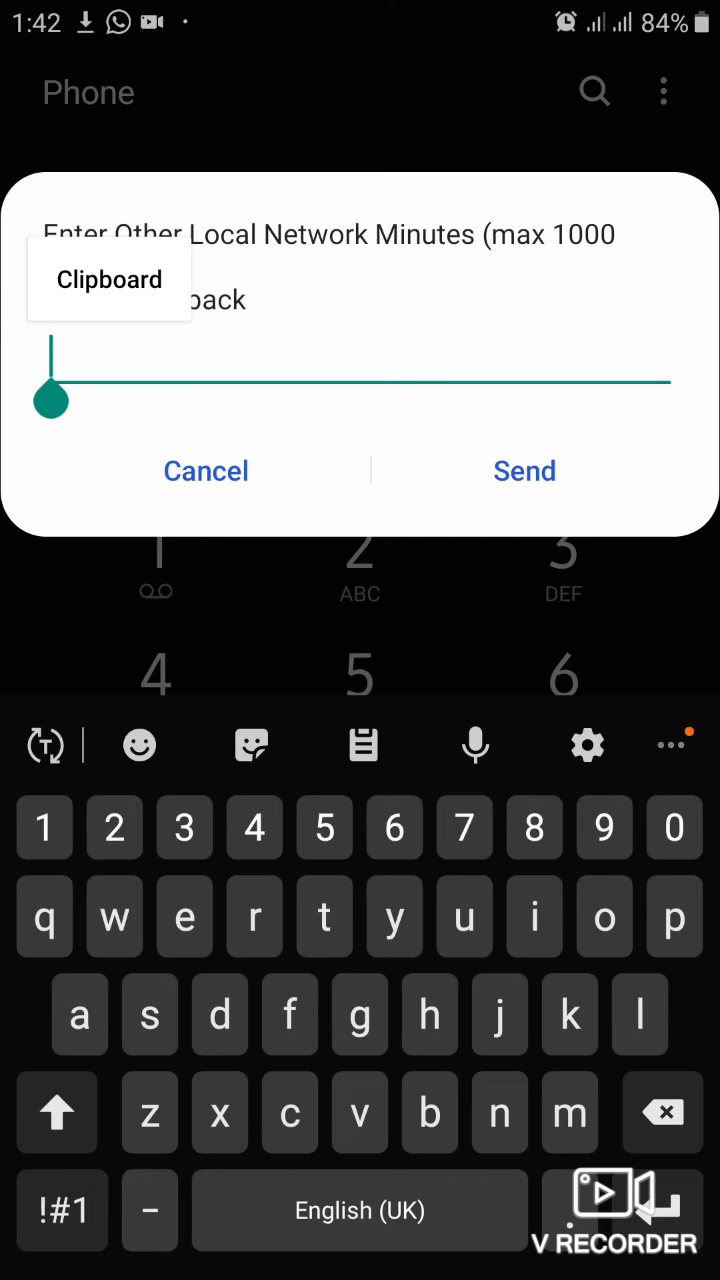 1:42
84%
Phone
Enter Other Local Network Minutes (max 1000
Clipboard
back
Cancel
Send
1 2 3
ABC DEF
4 5 6
T
1 2 3 4 5 6 7 8 9 0
q w e r t y u i o p
a s d f g h j k l
z x c v b n m
!#1 - English (UK) .
V RECORDER